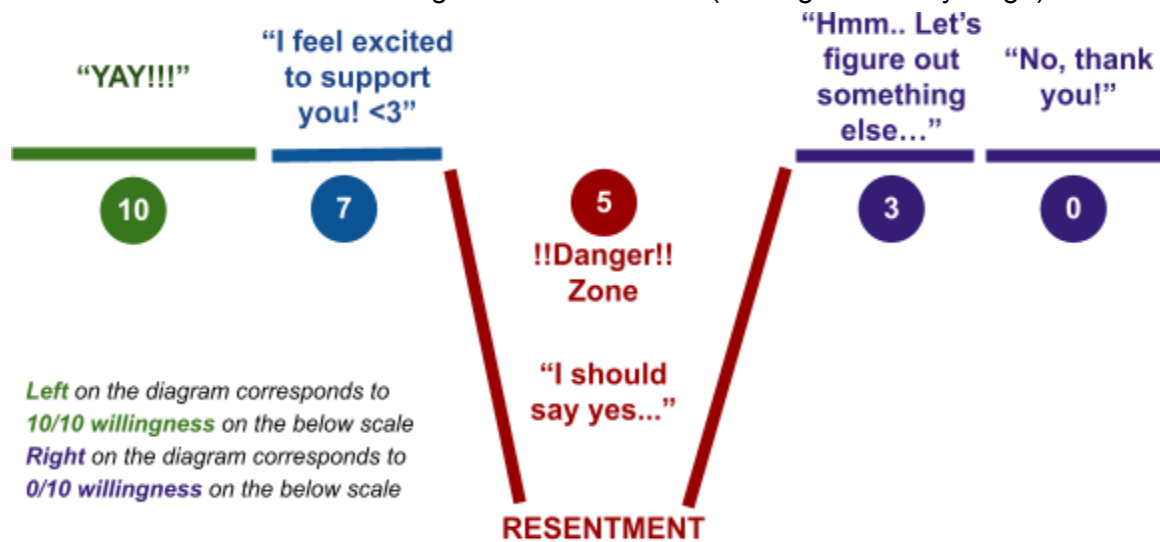 “YAY!!!”
“I feel excited
to support
you! <3”
“Hmm.. Let’s
figure out
something
else…”
“No, thank
you!”
10
7
5
3
0
!!Danger!!
Zone
“I should
say yes...”
Left on the diagram corresponds to
10/10 willingness on the below scale
Right on the diagram corresponds to
0/10 willingness on the below scale
RESENTMENT